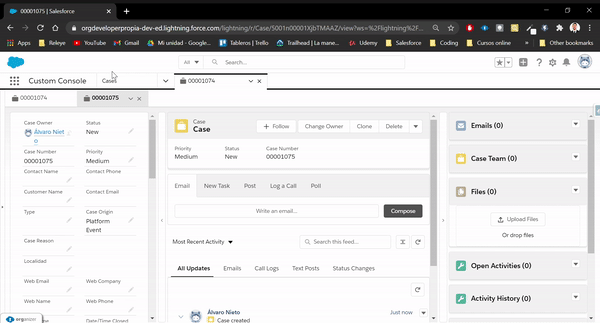 00001075 | Salesforce
orgdeveloperpropia-dev-ed.lightning.force.com/lightning/r/Case/5001n00001XjbTMAAZ/view?ws=%2Flightning%2F...
Apps
Releye
YouTube
Gmail
Mi unidad - Google...
Tableros | Trello
Trailhead | La mane...
Udemy
Salesforce
Coding
Cursos online
»
Other bookmarks
All
Search...
Custom Console
Cases
00001074
00001074
00001075
Case Owner
Álvaro Nieto
Status
New
Case Number
00001075
Priority
Medium
Contact Name
Contact Phone
Customer Name
Contact Email
Type
Case Origin
Platform Event
Case Reason
Localidad
Web Email
Web Company
Web Name
Web Phone
Date/Time Closed
Case
Case
+ Follow
Change Owner
Clone
Delete
Priority
Medium
Status
New
Case Number
00001075
Email
New Task
Post
Log a Call
Poll
Write an email...
Compose
Most Recent Activity
Search this feed...
All Updates
Emails
Call Logs
Text Posts
Status Changes
Álvaro Nieto
Just now
Case created
Emails (0)
Case Team (0)
Files (0)
Upload Files
Or drop files
Open Activities (0)
Activity History (0)